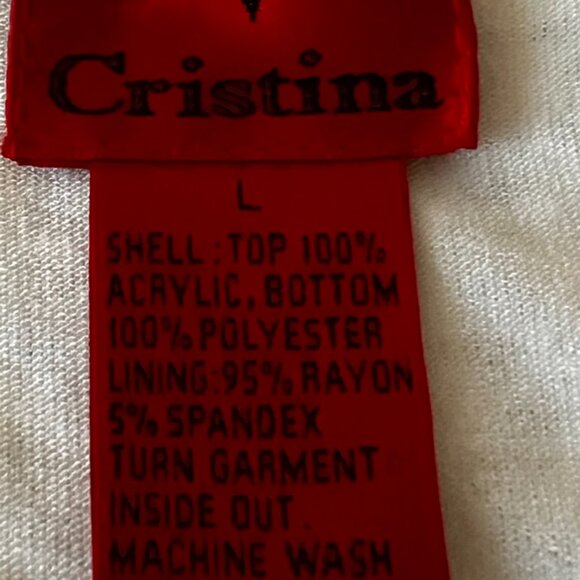 Cristina
L
SHELL:TOP 100%
ACRYLIC, BOTTOM
100% POLYESTER
LINING:95% RAYON
5% SPANDEX
TURN GARMENT
INSIDE OUT.
MACHINE WASH